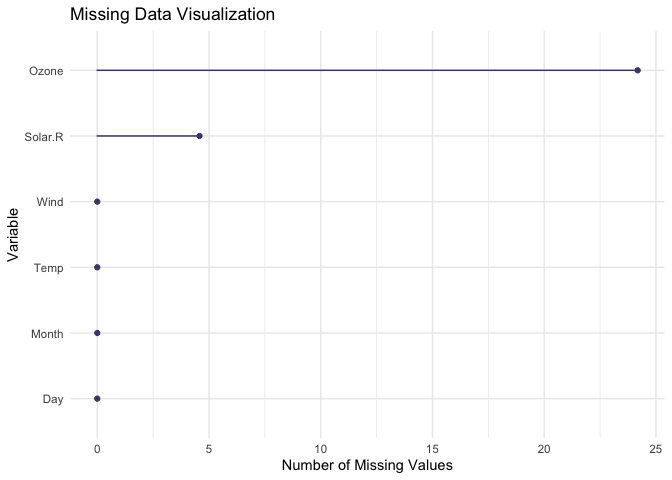 Missing Data Visualization
Variable
Ozone
Solar.R
Wind
Temp
Month
Day
0 5 10 15 20 25
Number of Missing Values